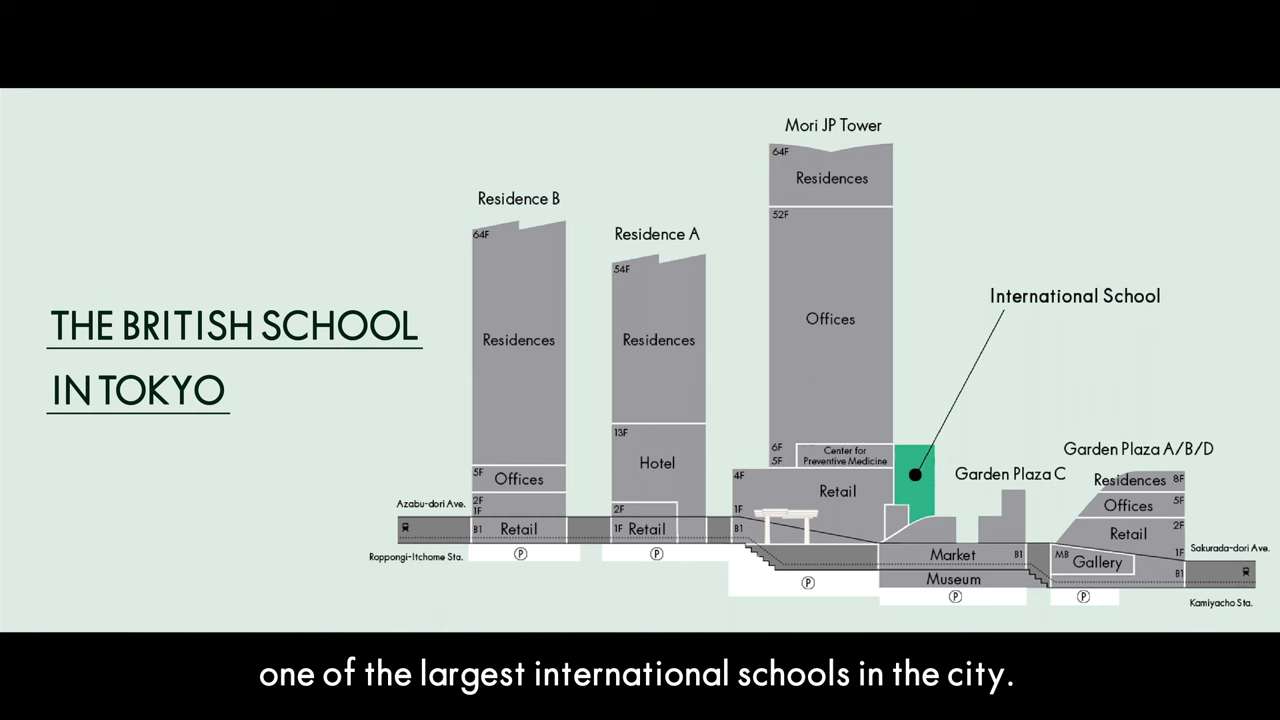 Mori JP Tower
64F
Residences
52F
Offices
6F
5F
Center for
Preventive Medicine
4F
Retail
1F
B1
Residence B
64F
Residences
5F
Offices
2F
1F
B1
Retail
Residence A
54F
Residences
13F
Hotel
2F
1F
Retail
International School
THE BRITISH SCHOOL
IN TOKYO
Garden Plaza A/B/D
Residences 8F
Offices 5F
Retail 2F
1F
B1
Garden Plaza C
Market B1
Museum
MB
Gallery
Azabu-dori Ave.
Roppongi-Itchome Sta.
Sakurada-dori Ave.
Kamiyacho Sta.
P
P
P
P
P
one of the largest international schools in the city.